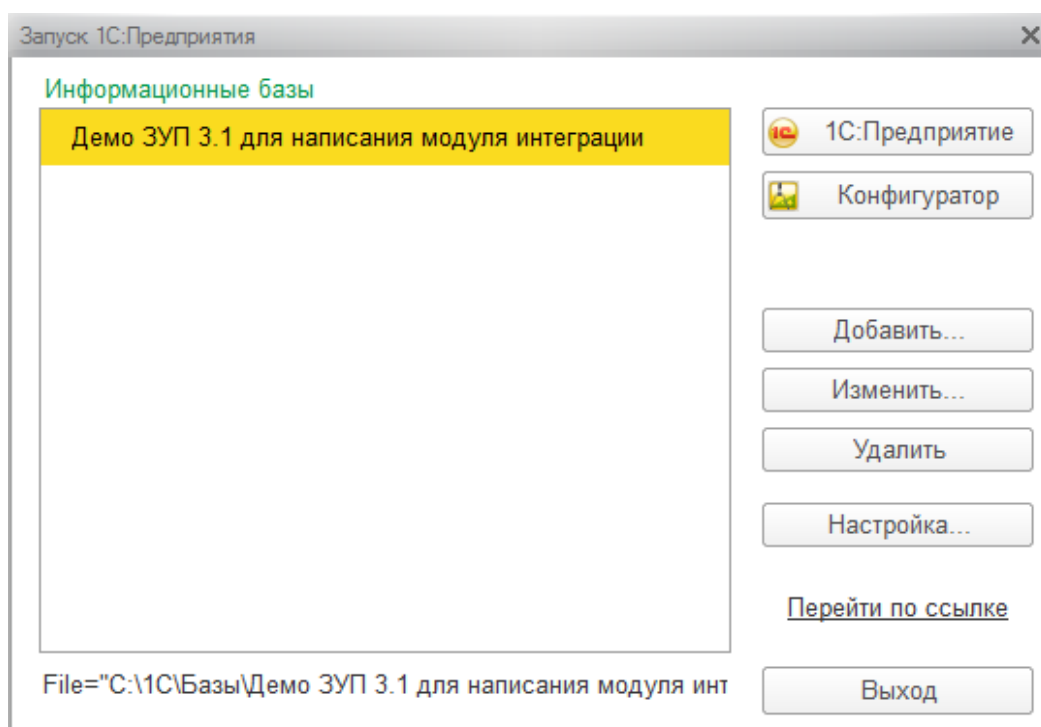 Запуск 1С:Предприятия
Информационные базы
Демо ЗУП 3.1 для написания модуля интеграции
1С:Предприятие
Конфигуратор
Добавить...
Изменить...
Удалить
Настройка...
Перейти по ссылке
File="C:\1С\Базы\Демо ЗУП 3.1 для написания модуля инт
Выход